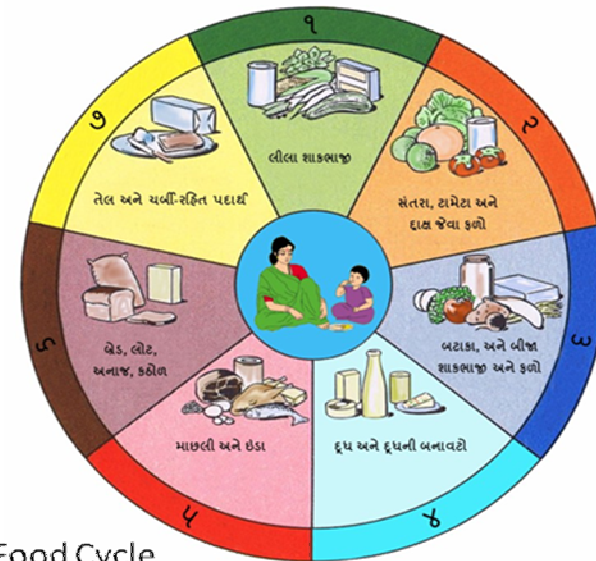 ૧
લીલા શાકભાજી
૨
સંતરા, ટામેટા અને
દ્રાક્ષ જેવા ફળો
૩
બટાકા, અને બીજા
શાકભાજી અને ફળો
૪
દૂધ અને દૂધની બનાવટો
૫
માછલી અને ઇંડા
૬
બ્રેડ, લોટ,
અનાજ, કઠોળ
૭
તેલ અને ચરબી-રહિત પદાર્થ
Food Cycle